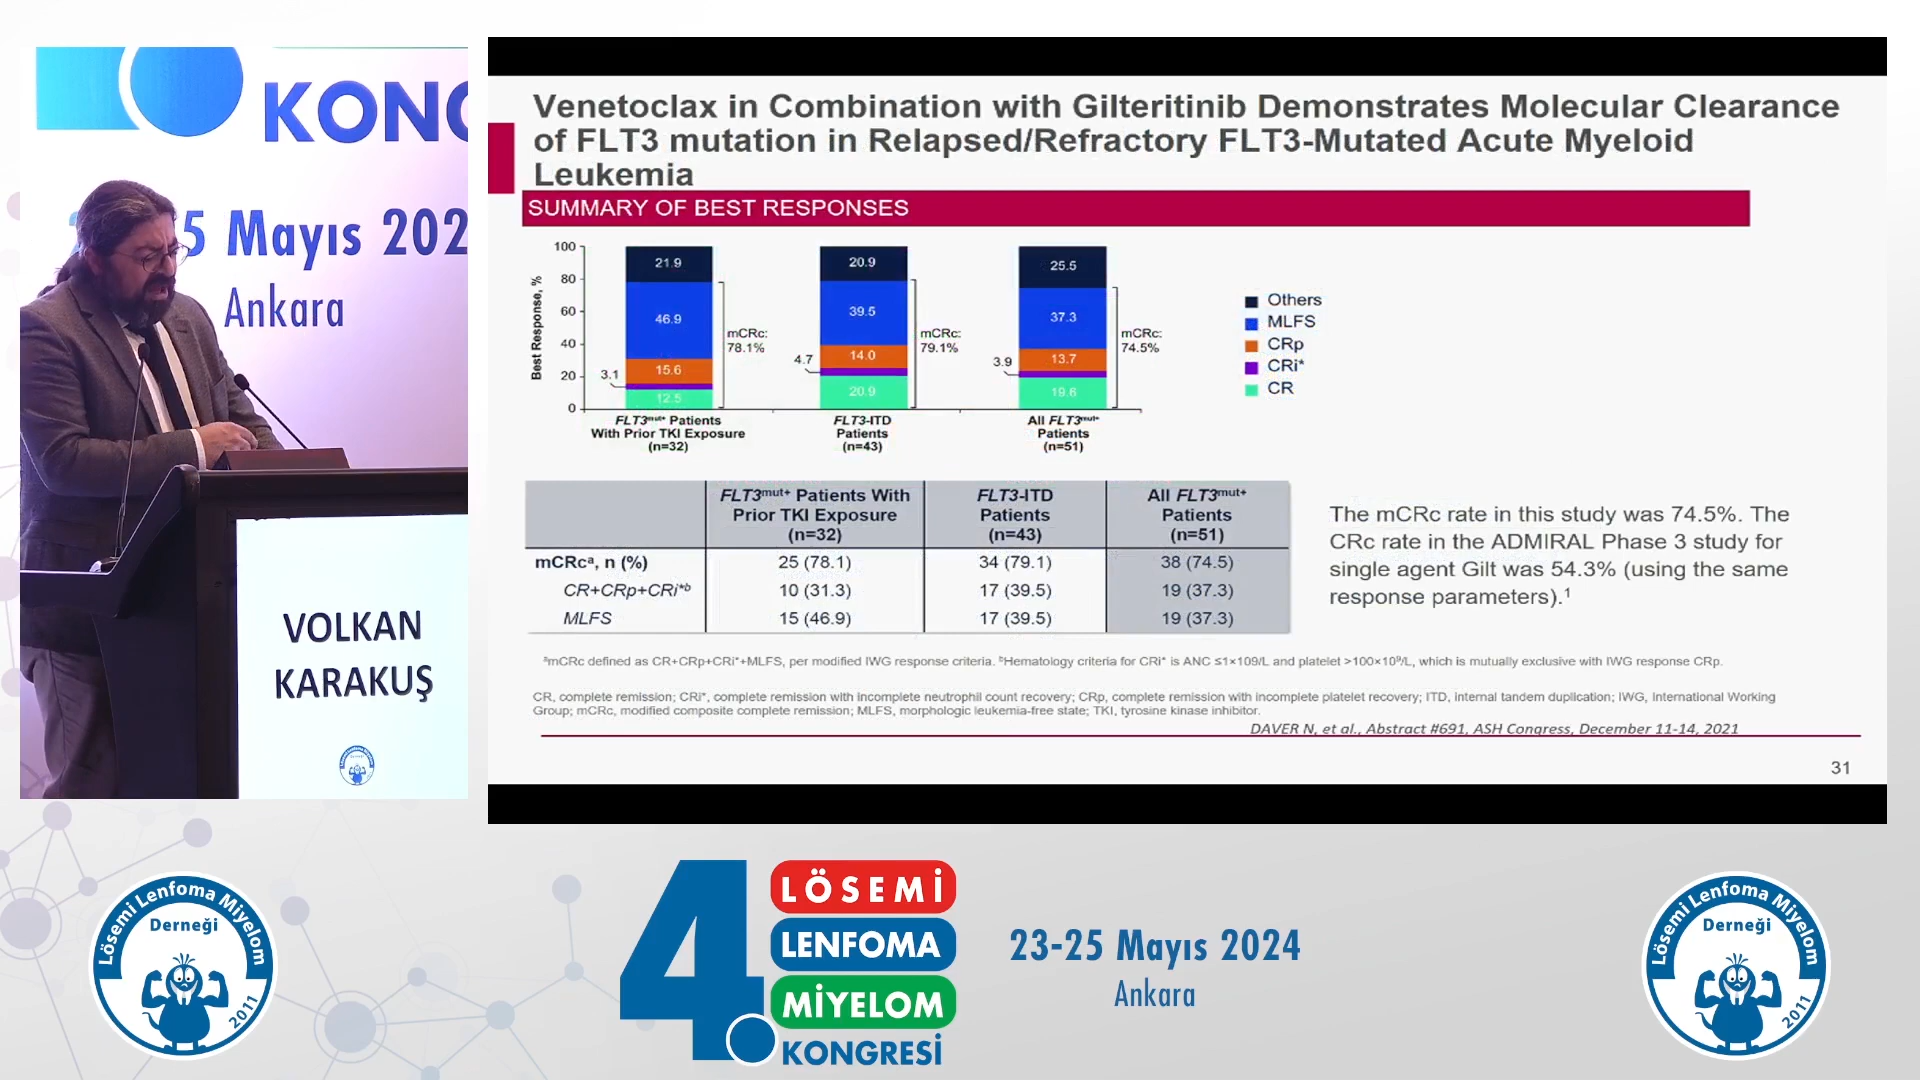 KONG
5 Mayıs 202
Ankara
VOLKAN
KARAKUŞ
Venetoclax in Combination with Gilteritinib Demonstrates Molecular Clearance
of FLT3 mutation in Relapsed/Refractory FLT3-Mutated Acute Myeloid
Leukemia
SUMMARY OF BEST RESPONSES
Best Response, %
100
80
60
40
20
0
21.9
46.9
15.6
3.1
12.5
mCRc:
78.1%
FLT3mut+ Patients
With Prior TKI Exposure
(n=32)
20.9
39.5
14.0
4.7
20.9
mCRc:
79.1%
FLT3-ITD
Patients
(n=43)
25.5
37.3
13.7
3.9
19.6
mCRc:
74.5%
All FLT3mut+
Patients
(n=51)
Others
MLFS
CRp
CRi*
CR
FLT3mut+ Patients With
Prior TKI Exposure
(n=32)
FLT3-ITD
Patients
(n=43)
All FLT3mut+
Patients
(n=51)
mCRcᵃ, n (%) 25 (78.1) 34 (79.1) 38 (74.5)
CR+CRp+CRi*ᵇ 10 (31.3) 17 (39.5) 19 (37.3)
MLFS 15 (46.9) 17 (39.5) 19 (37.3)
The mCRc rate in this study was 74.5%. The
CRc rate in the ADMIRAL Phase 3 study for
single agent Gilt was 54.3% (using the same
response parameters).¹
ᵃmCRc defined as CR+CRp+CRi*+MLFS, per modified IWG response criteria. ᵇHematology criteria for CRi* is ANC ≤1×109/L and platelet >100×10⁹/L, which is mutually exclusive with IWG response CRp.
CR, complete remission; CRi*, complete remission with incomplete neutrophil count recovery; CRp, complete remission with incomplete platelet recovery; ITD, internal tandem duplication; IWG, International Working
Group; mCRc, modified composite complete remission; MLFS, morphologic leukemia-free state; TKI, tyrosine kinase inhibitor.
DAVER N, et al., Abstract #691, ASH Congress, December 11-14, 2021
31
Lösemi Lenfoma Miyelom
Derneği
2011
4.
LÖSEMİ
LENFOMA
MİYELOM
KONGRESİ
23-25 Mayıs 2024
Ankara
Lösemi Lenfoma Miyelom
Derneği
2011